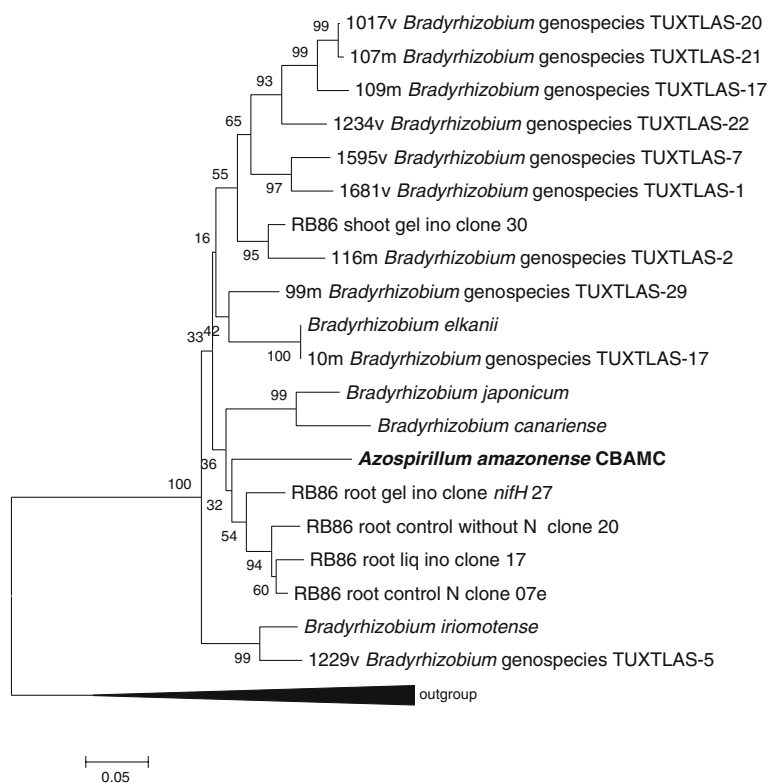 99
1017v Bradyrhizobium genospecies TUXTLAS-20
99
107m Bradyrhizobium genospecies TUXTLAS-21
93
109m Bradyrhizobium genospecies TUXTLAS-17
65
1234v Bradyrhizobium genospecies TUXTLAS-22
1595v Bradyrhizobium genospecies TUXTLAS-7
55
97
1681v Bradyrhizobium genospecies TUXTLAS-1
RB86 shoot gel ino clone 30
16
95
116m Bradyrhizobium genospecies TUXTLAS-2
99m Bradyrhizobium genospecies TUXTLAS-29
33
42
Bradyrhizobium elkanii
100
10m Bradyrhizobium genospecies TUXTLAS-17
99
Bradyrhizobium japonicum
Bradyrhizobium canariense
36
Azospirillum amazonense CBAMC
100
RB86 root gel ino clone nifH 27
32
RB86 root control without N clone 20
54
94
RB86 root liq ino clone 17
60
RB86 root control N clone 07e
Bradyrhizobium iriomotense
99
1229v Bradyrhizobium genospecies TUXTLAS-5
outgroup
0.05